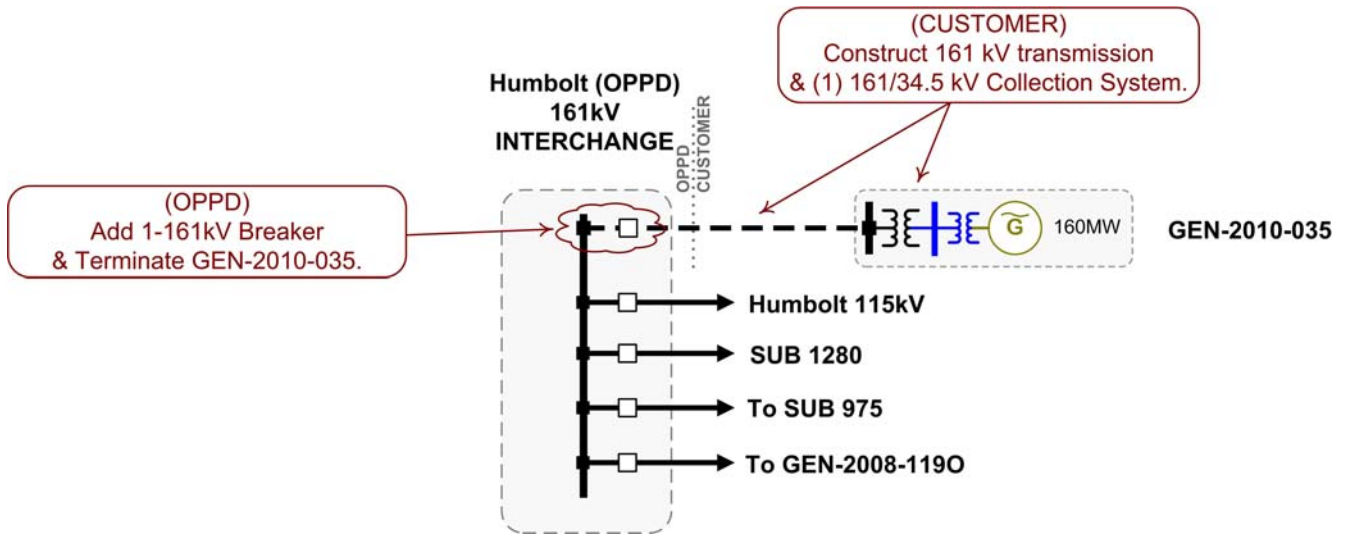 (CUSTOMER)
Construct 161 kV transmission
& (1) 161/34.5 kV Collection System.
Humbolt (OPPD)
161kV
INTERCHANGE
OPPD
CUSTOMER
(OPPD)
Add 1-161kV Breaker
& Terminate GEN-2010-035.
G
160MW
GEN-2010-035
Humbolt 115kV
SUB 1280
To SUB 975
To GEN-2008-119O